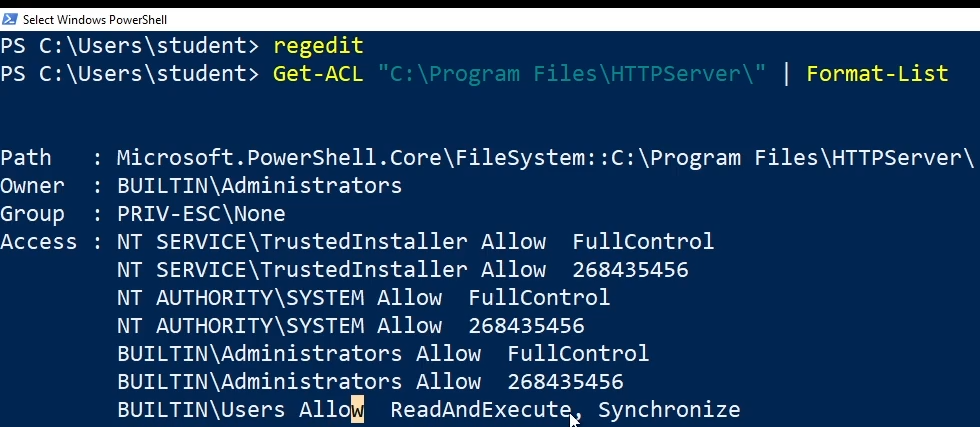 Select Windows PowerShell
PS C:\Users\student> regedit
PS C:\Users\student> Get-ACL "C:\Program Files\HTTPServer\" | Format-List
Path   : Microsoft.PowerShell.Core\FileSystem::C:\Program Files\HTTPServer\
Owner  : BUILTIN\Administrators
Group  : PRIV-ESC\None
Access : NT SERVICE\TrustedInstaller Allow  FullControl
         NT SERVICE\TrustedInstaller Allow  268435456
         NT AUTHORITY\SYSTEM Allow  FullControl
         NT AUTHORITY\SYSTEM Allow  268435456
         BUILTIN\Administrators Allow  FullControl
         BUILTIN\Administrators Allow  268435456
         BUILTIN\Users Allow  ReadAndExecute, Synchronize